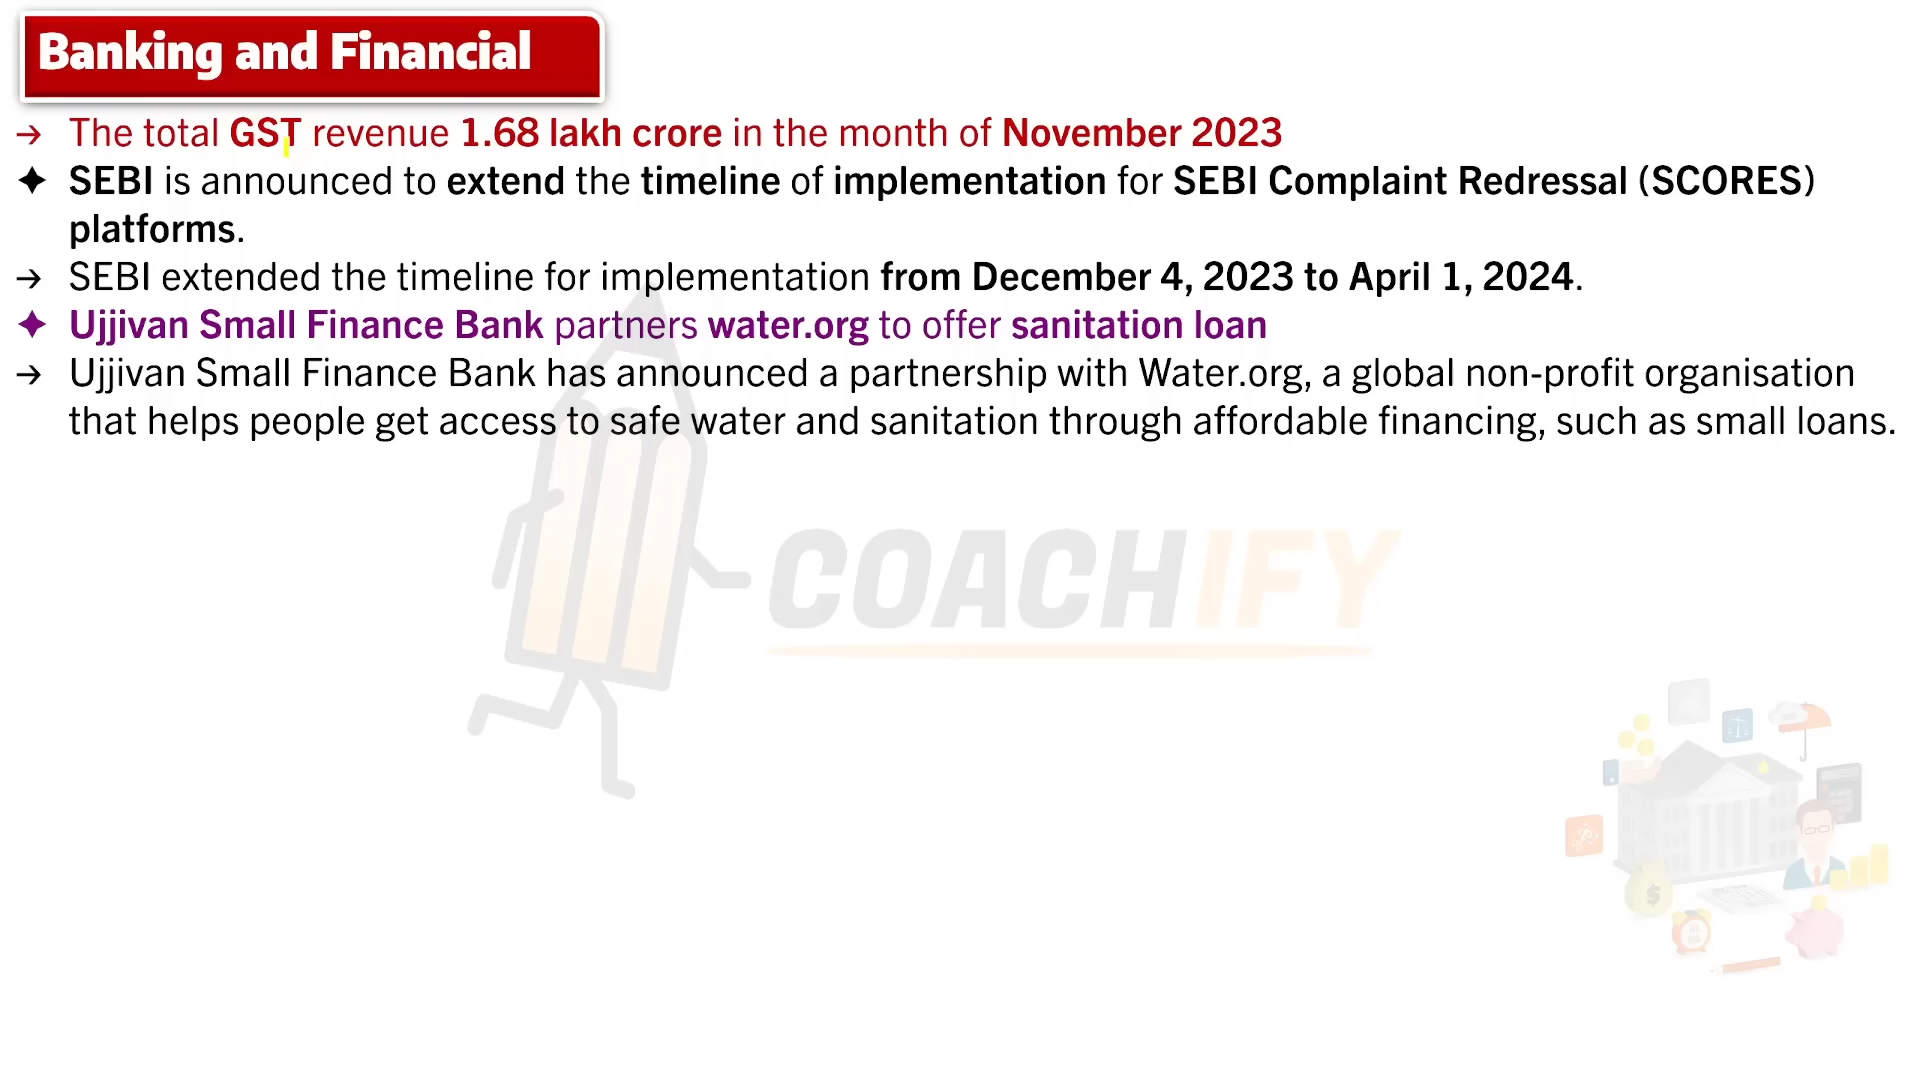 Banking and Financial
→ The total GST revenue 1.68 lakh crore in the month of November 2023
✦ SEBI is announced to extend the timeline of implementation for SEBI Complaint Redressal (SCORES)
platforms.
→ SEBI extended the timeline for implementation from December 4, 2023 to April 1, 2024.
✦ Ujjivan Small Finance Bank partners water.org to offer sanitation loan
→ Ujjivan Small Finance Bank has announced a partnership with Water.org, a global non-profit organisation
that helps people get access to safe water and sanitation through affordable financing, such as small loans.
COACHIFY
$